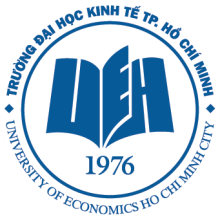 TRƯỜNG ĐẠI HỌC KINH TẾ TP. HỒ CHÍ MINH
UEH
1976
UNIVERSITY OF ECONOMICS HO CHI MINH CITY